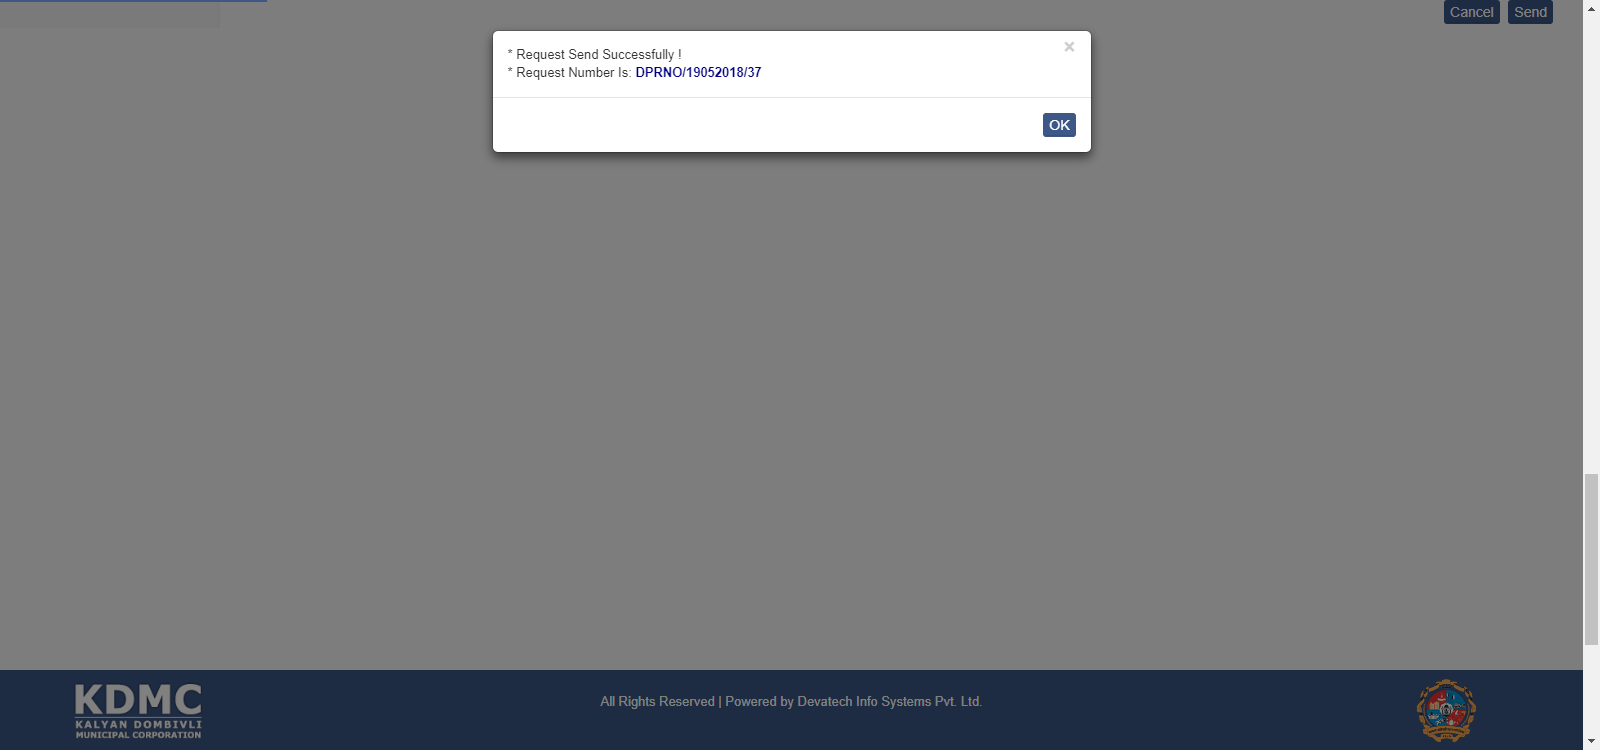 Cancel Send
×
* Request Send Successfully !
* Request Number Is: DPRNO/19052018/37
OK
KDMC
KALYAN DOMBIVLI
MUNICIPAL CORPORATION
All Rights Reserved | Powered by Devatech Info Systems Pvt. Ltd.